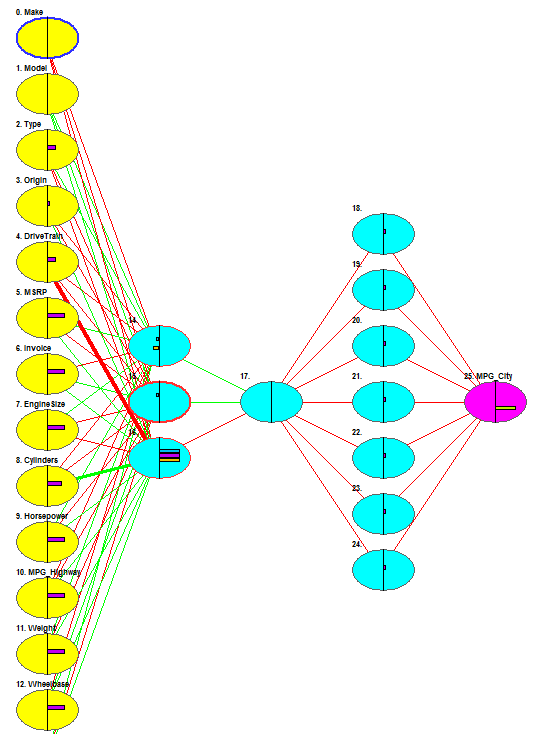 0. Make
1. Model
2. Type
3. Origin
4. DriveTrain
5. MSRP
6. Invoice
7. EngineSize
8. Cylinders
9. Horsepower
10. MPG_Highway
11. Weight
12. Wheelbase
14.
16.
17.
18.
19.
20.
21.
22.
23.
24.
25. MPG_City